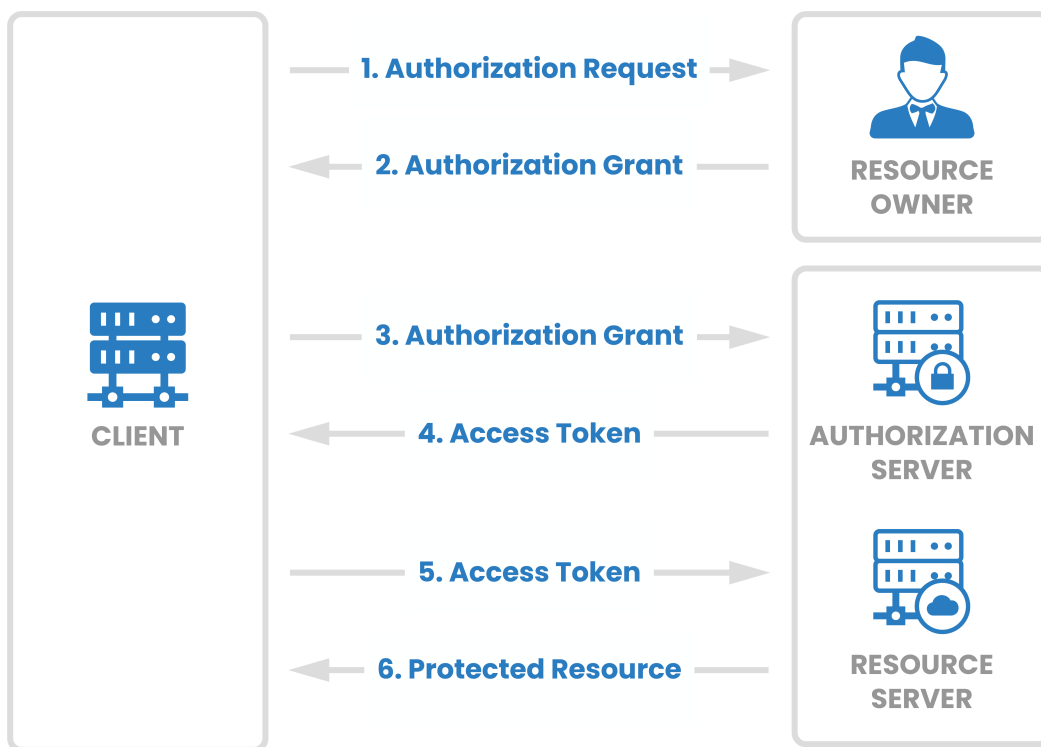 1. Authorization Request
RESOURCE
OWNER
2. Authorization Grant
3. Authorization Grant
CLIENT
4. Access Token
AUTHORIZATION
SERVER
5. Access Token
6. Protected Resource
RESOURCE
SERVER